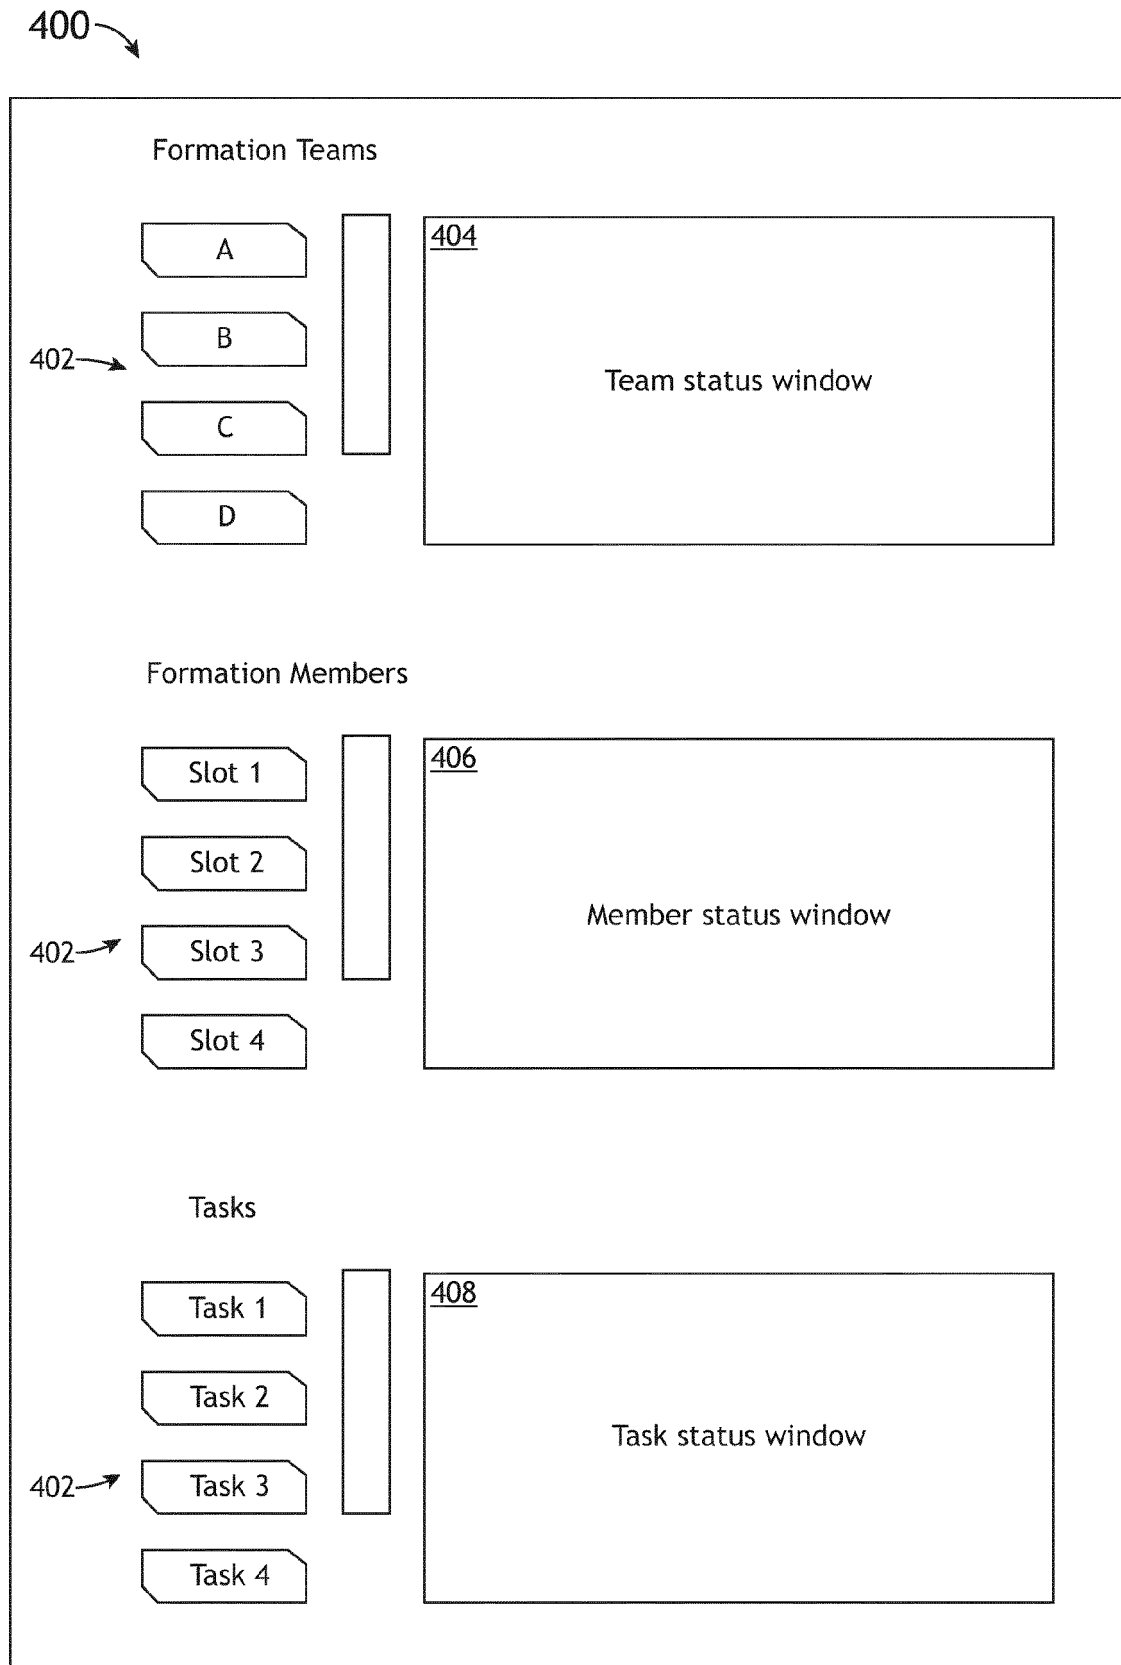 400
Formation Teams
A
404
B
402
Team status window
C
D
Formation Members
Slot 1
406
Slot 2
Member status window
402
Slot 3
Slot 4
Tasks
Task 1
408
Task 2
Task status window
402
Task 3
Task 4